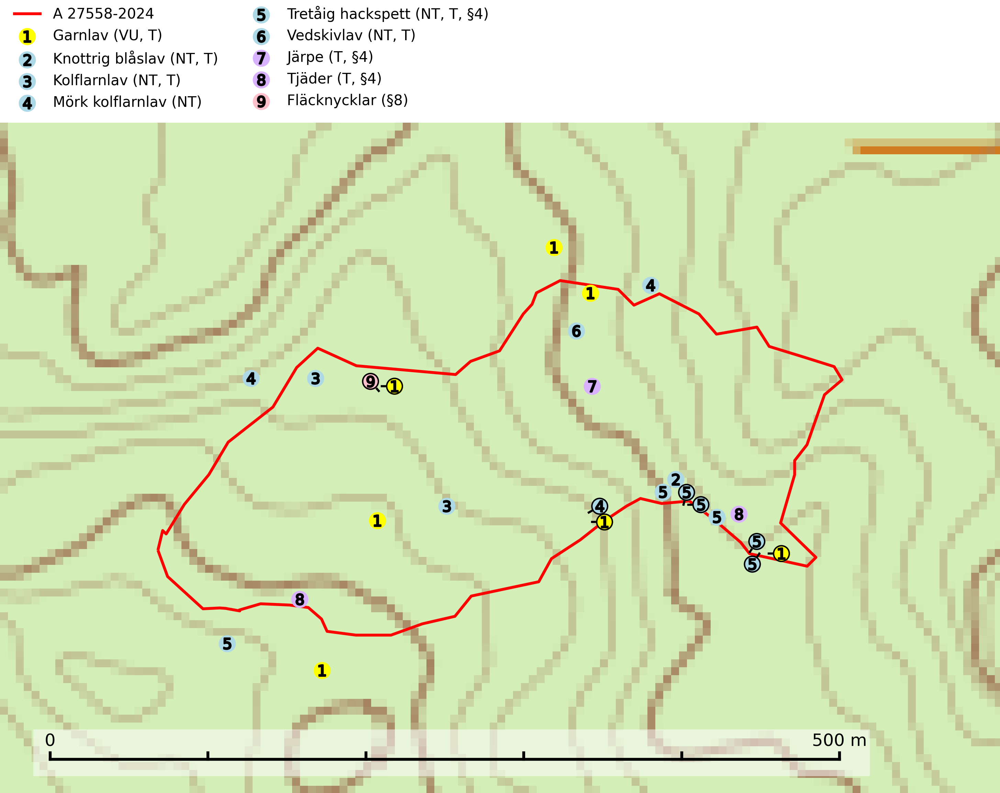 A 27558-2024
1 Garnlav (VU, T)
2 Knottrig blåslav (NT, T)
3 Kolflarnlav (NT, T)
4 Mörk kolflarnlav (NT)
5 Tretåig hackspett (NT, T, §4)
6 Vedskivlav (NT, T)
7 Järpe (T, §4)
8 Tjäder (T, §4)
9 Fläcknycklar (§8)
1
4
1
6
4
3
9
1
7
2
5
5
5
3
4
8
5
1
1
5
1
5
8
5
1
0
500 m